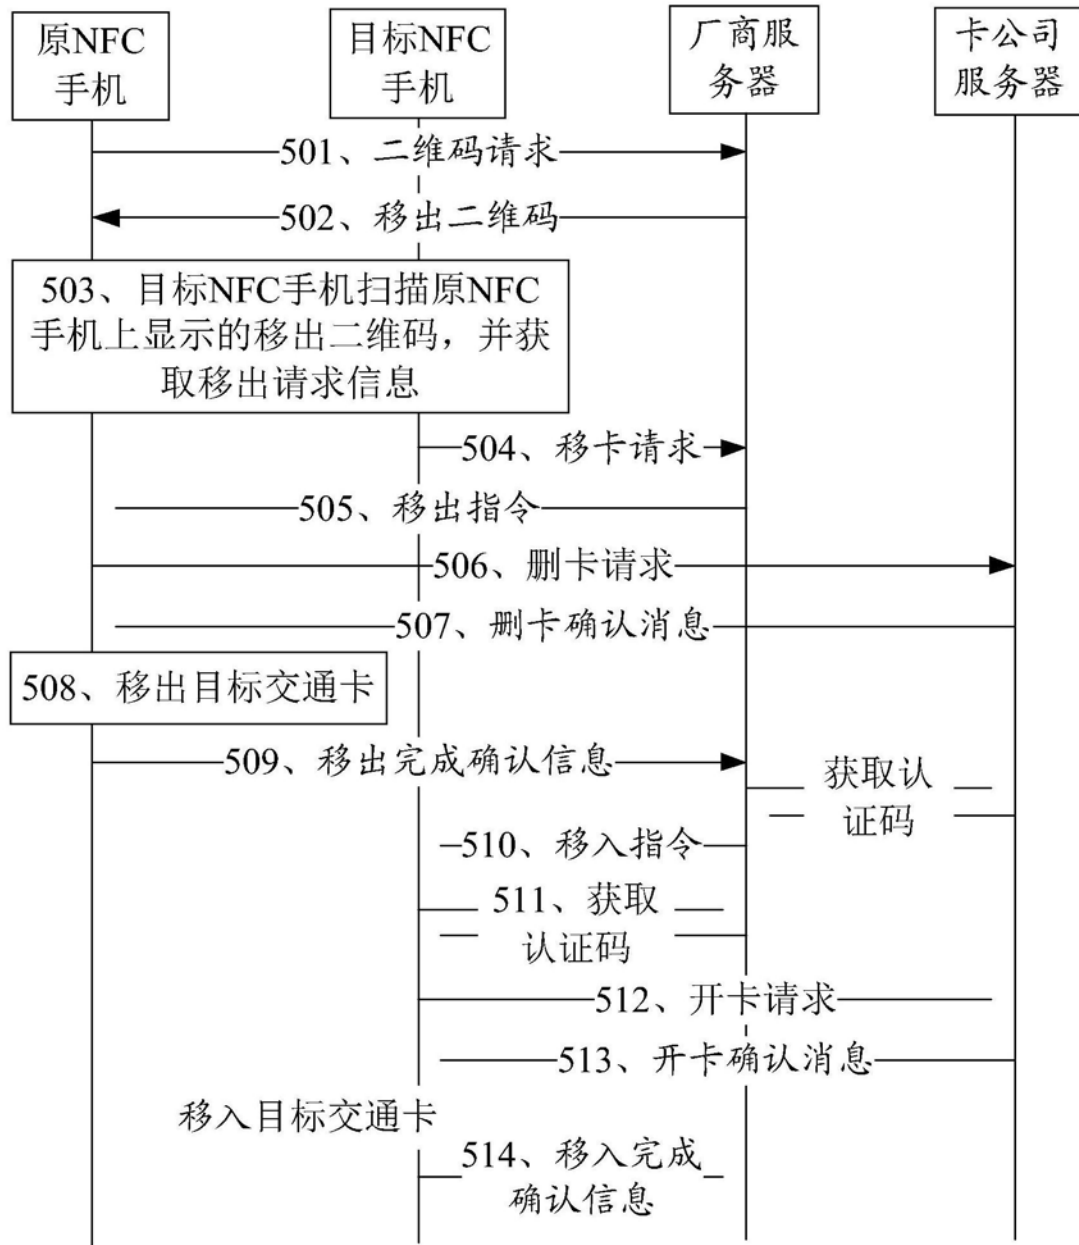 原NFC
手机
目标NFC
手机
厂商服
务器
卡公司
服务器
501、二维码请求
502、移出二维码
503、目标NFC手机扫描原NFC
手机上显示的移出二维码，并获
取移出请求信息
504、移卡请求
505、移出指令
506、删卡请求
507、删卡确认消息
508、移出目标交通卡
509、移出完成确认信息
获取认
证码
510、移入指令
511、获取
认证码
512、开卡请求
513、开卡确认消息
移入目标交通卡
514、移入完成
确认信息